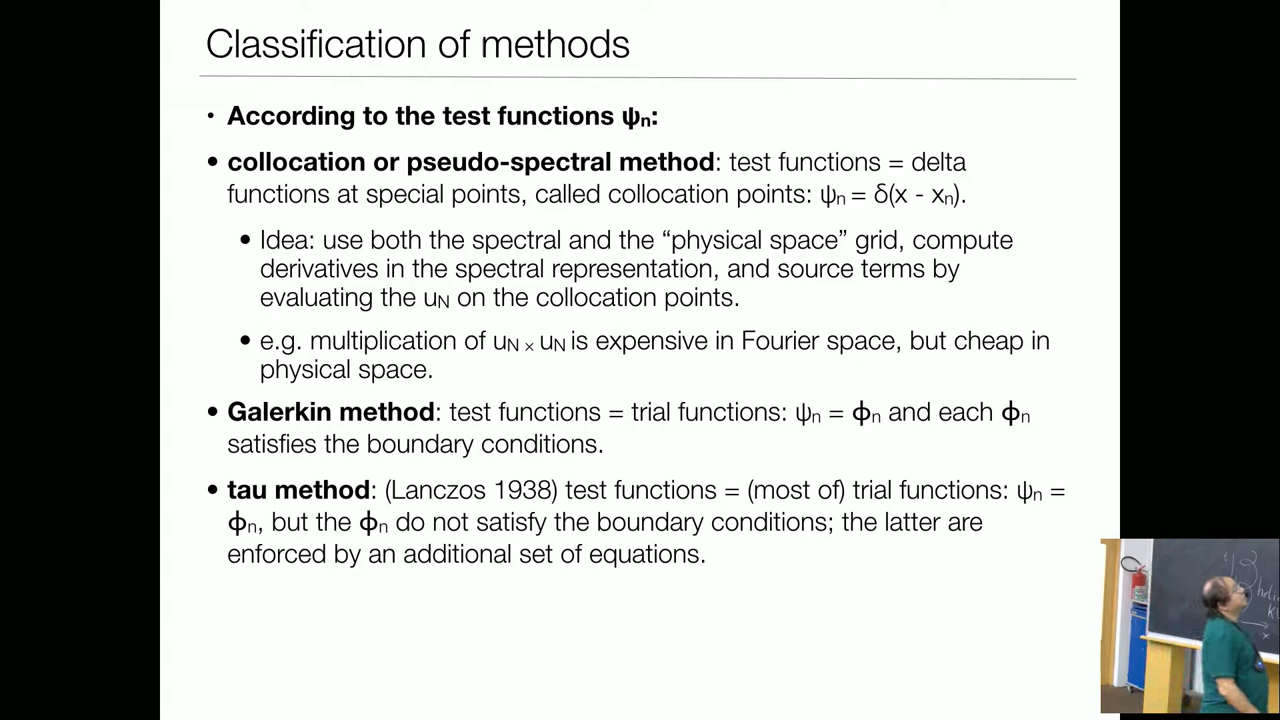 Classification of methods
• According to the test functions ψn:
• collocation or pseudo-spectral method: test functions = delta
functions at special points, called collocation points: ψn = δ(x - xn).
• Idea: use both the spectral and the “physical space” grid, compute
derivatives in the spectral representation, and source terms by
evaluating the uN on the collocation points.
• e.g. multiplication of uN × uN is expensive in Fourier space, but cheap in
physical space.
• Galerkin method: test functions = trial functions: ψn = ϕn and each ϕn
satisfies the boundary conditions.
• tau method: (Lanczos 1938) test functions = (most of) trial functions: ψn =
ϕn, but the ϕn do not satisfy the boundary conditions; the latter are
enforced by an additional set of equations.